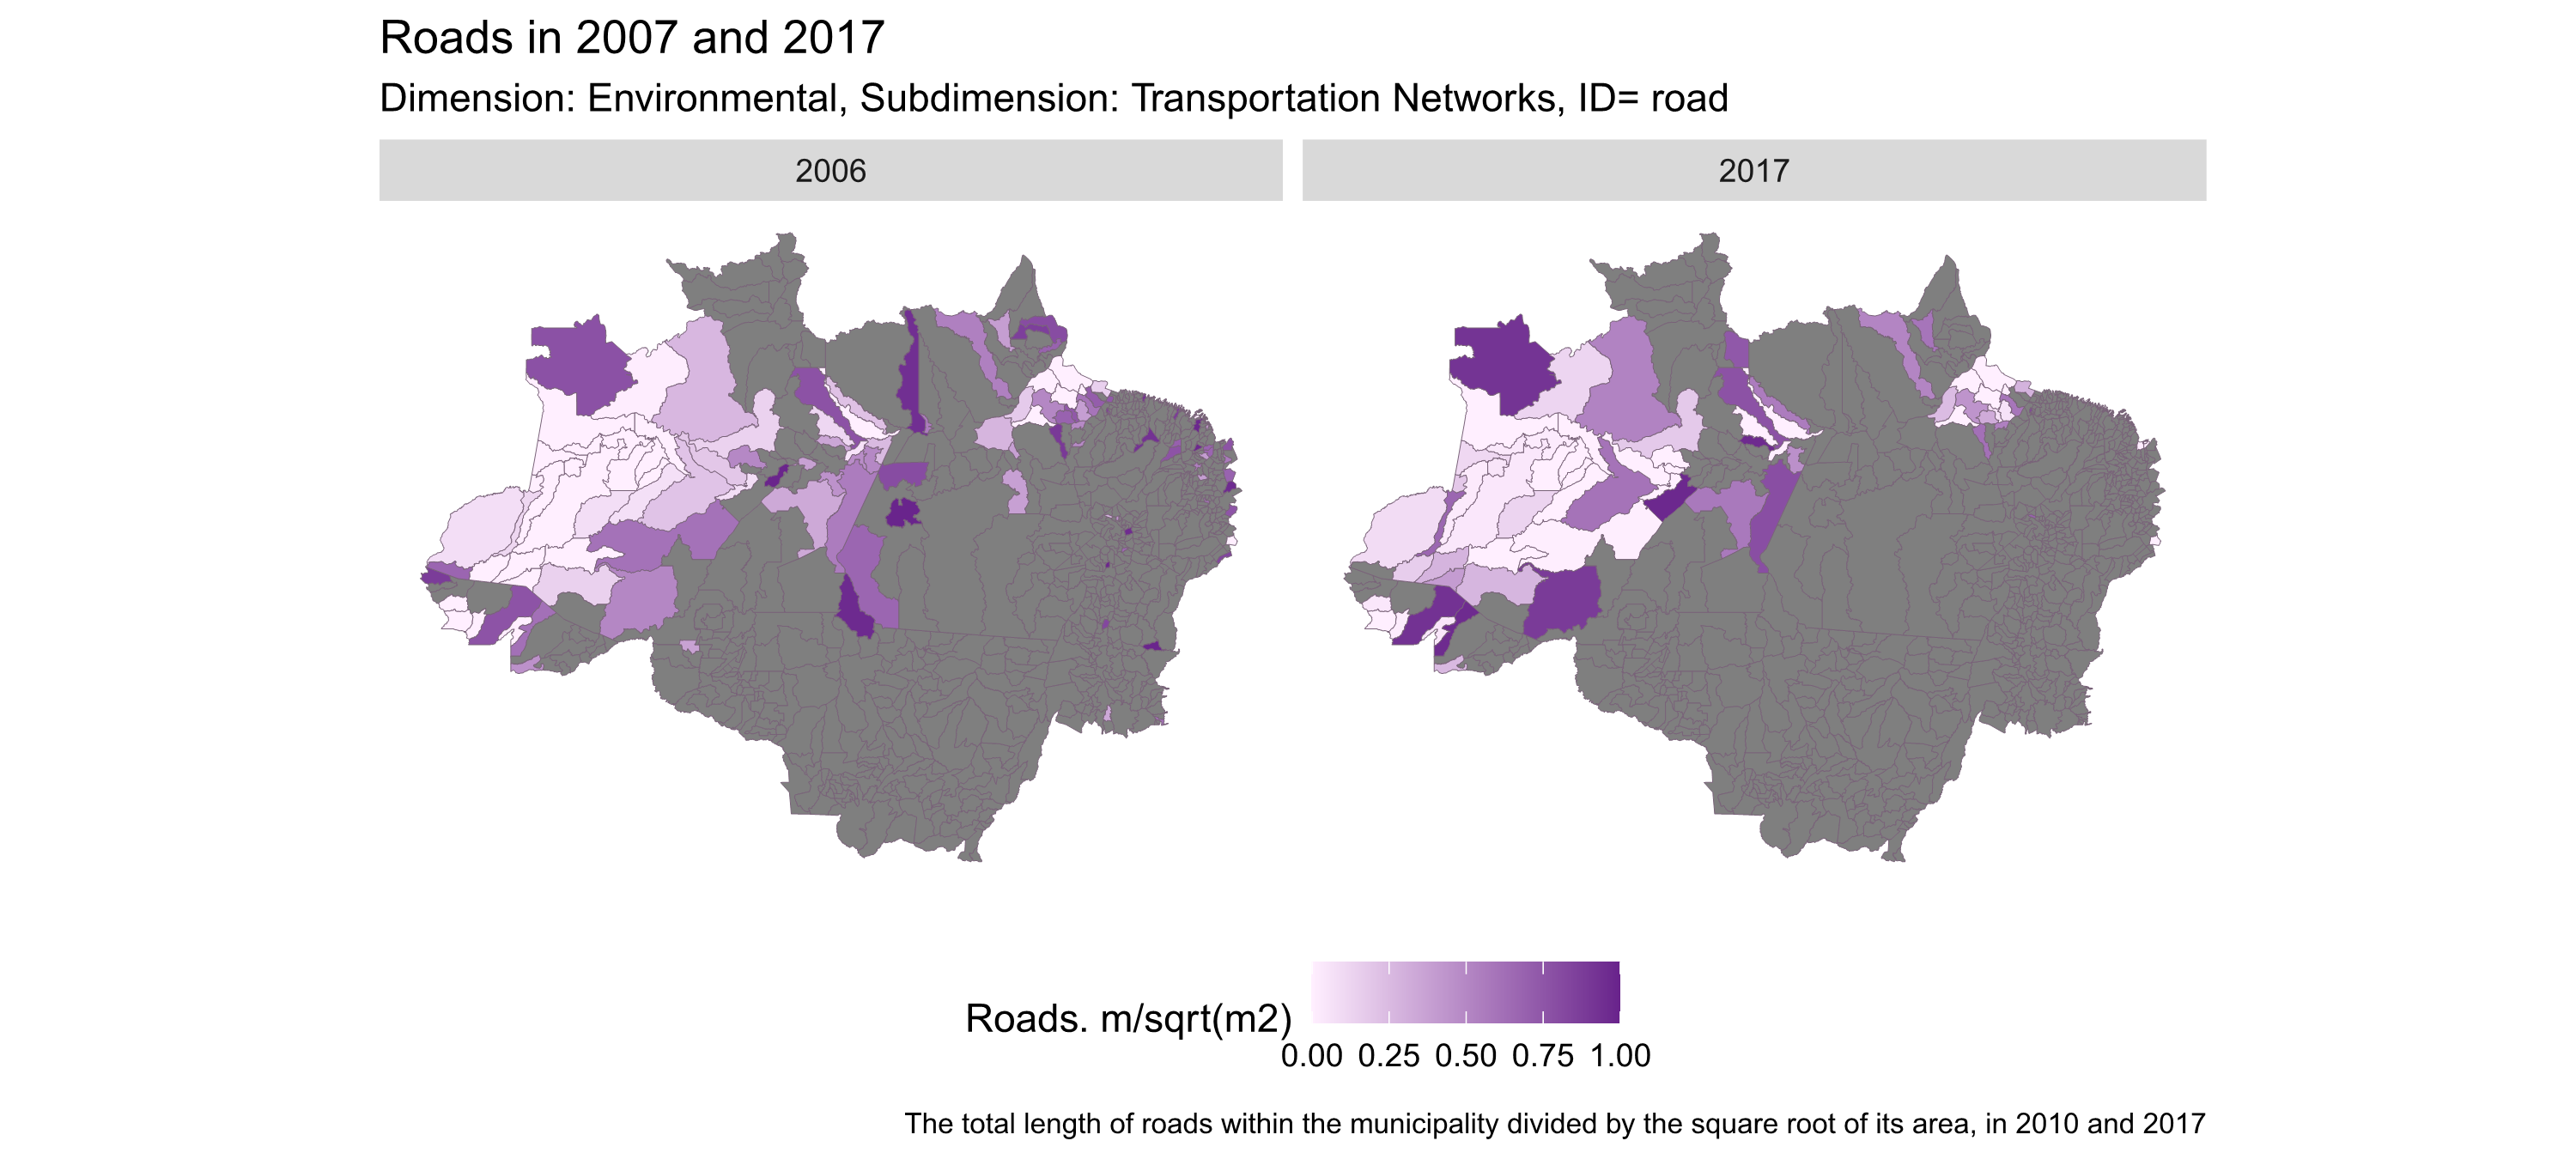 Roads in 2007 and 2017
Dimension: Environmental, Subdimension: Transportation Networks, ID= road
2006
2017
Roads. m/sqrt(m2)
0.00 0.25 0.50 0.75 1.00
The total length of roads within the municipality divided by the square root of its area, in 2010 and 2017